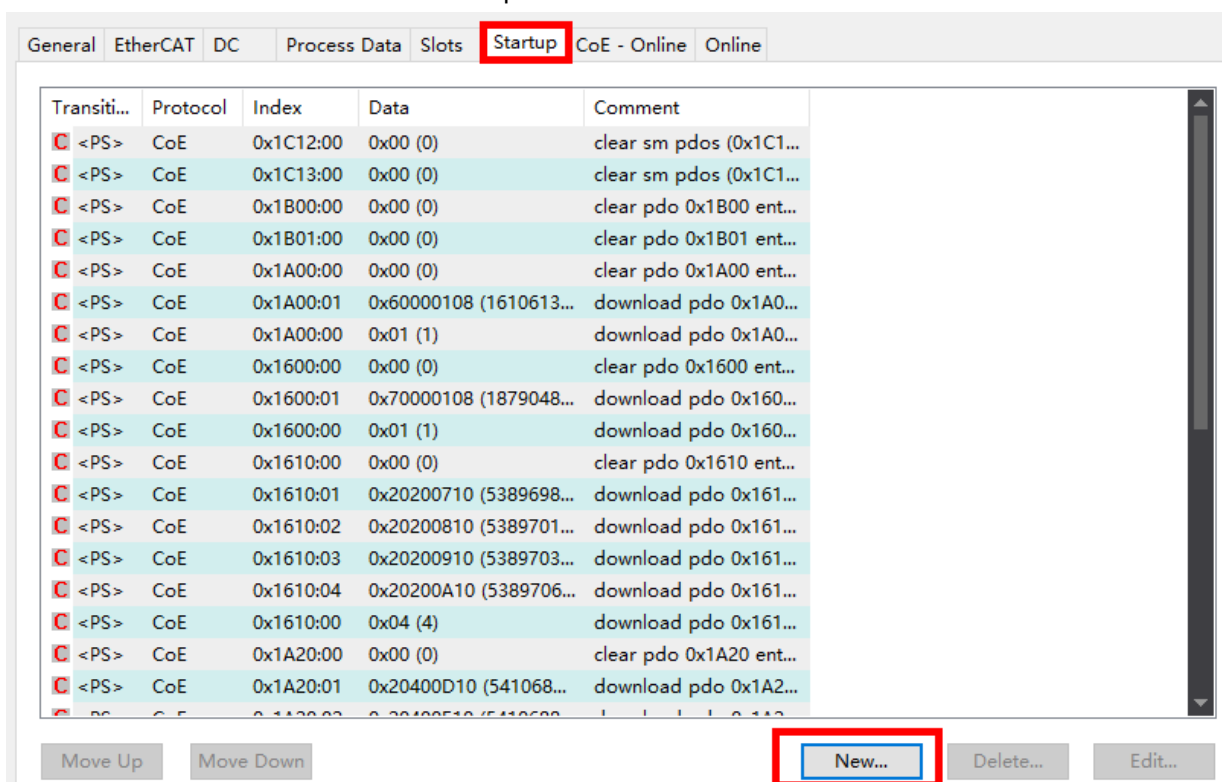 General EtherCAT DC Process Data Slots Startup CoE - Online Online
Transiti... Protocol Index Data Comment
C <PS> CoE 0x1C12:00 0x00 (0) clear sm pdos (0x1C1...
C <PS> CoE 0x1C13:00 0x00 (0) clear sm pdos (0x1C1...
C <PS> CoE 0x1B00:00 0x00 (0) clear pdo 0x1B00 ent...
C <PS> CoE 0x1B01:00 0x00 (0) clear pdo 0x1B01 ent...
C <PS> CoE 0x1A00:00 0x00 (0) clear pdo 0x1A00 ent...
C <PS> CoE 0x1A00:01 0x60000108 (1610613... download pdo 0x1A0...
C <PS> CoE 0x1A00:00 0x01 (1) download pdo 0x1A0...
C <PS> CoE 0x1600:00 0x00 (0) clear pdo 0x1600 ent...
C <PS> CoE 0x1600:01 0x70000108 (1879048... download pdo 0x160...
C <PS> CoE 0x1600:00 0x01 (1) download pdo 0x160...
C <PS> CoE 0x1610:00 0x00 (0) clear pdo 0x1610 ent...
C <PS> CoE 0x1610:01 0x20200710 (5389698... download pdo 0x161...
C <PS> CoE 0x1610:02 0x20200810 (5389701... download pdo 0x161...
C <PS> CoE 0x1610:03 0x20200910 (5389703... download pdo 0x161...
C <PS> CoE 0x1610:04 0x20200A10 (5389706... download pdo 0x161...
C <PS> CoE 0x1610:00 0x04 (4) download pdo 0x161...
C <PS> CoE 0x1A20:00 0x00 (0) clear pdo 0x1A20 ent...
C <PS> CoE 0x1A20:01 0x20400D10 (541068... download pdo 0x1A2...
Move Up Move Down New... Delete... Edit...